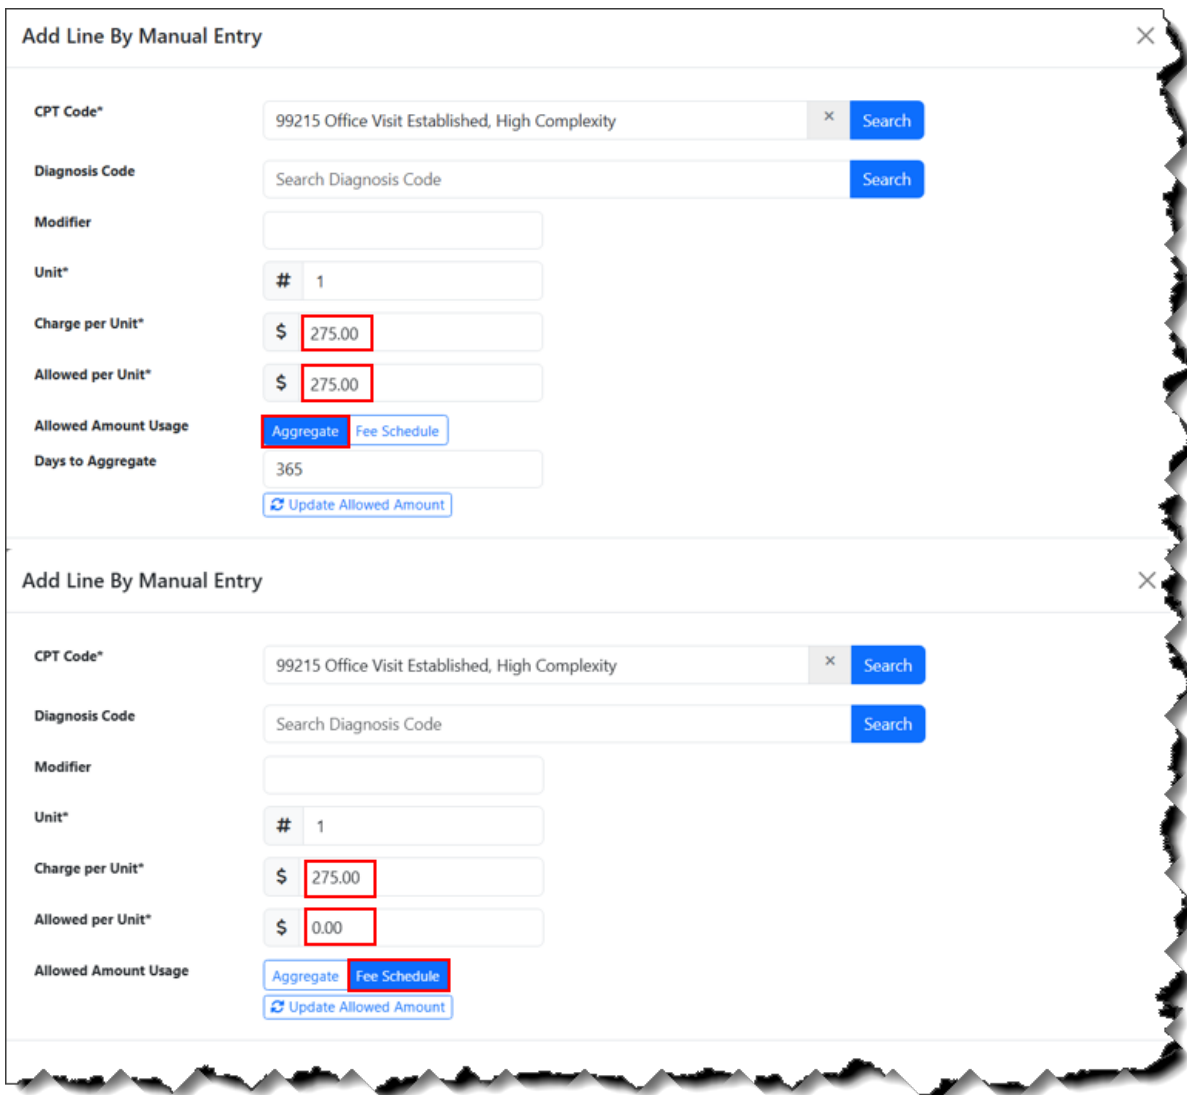 Add Line By Manual Entry ×
CPT Code* 99215 Office Visit Established, High Complexity × Search
Diagnosis Code Search Diagnosis Code Search
Modifier
Unit* # 1
Charge per Unit* $ 275.00
Allowed per Unit* $ 275.00
Allowed Amount Usage Aggregate Fee Schedule
Days to Aggregate 365
Update Allowed Amount
Add Line By Manual Entry ×
CPT Code* 99215 Office Visit Established, High Complexity × Search
Diagnosis Code Search Diagnosis Code Search
Modifier
Unit* # 1
Charge per Unit* $ 275.00
Allowed per Unit* $ 0.00
Allowed Amount Usage Aggregate Fee Schedule
Update Allowed Amount